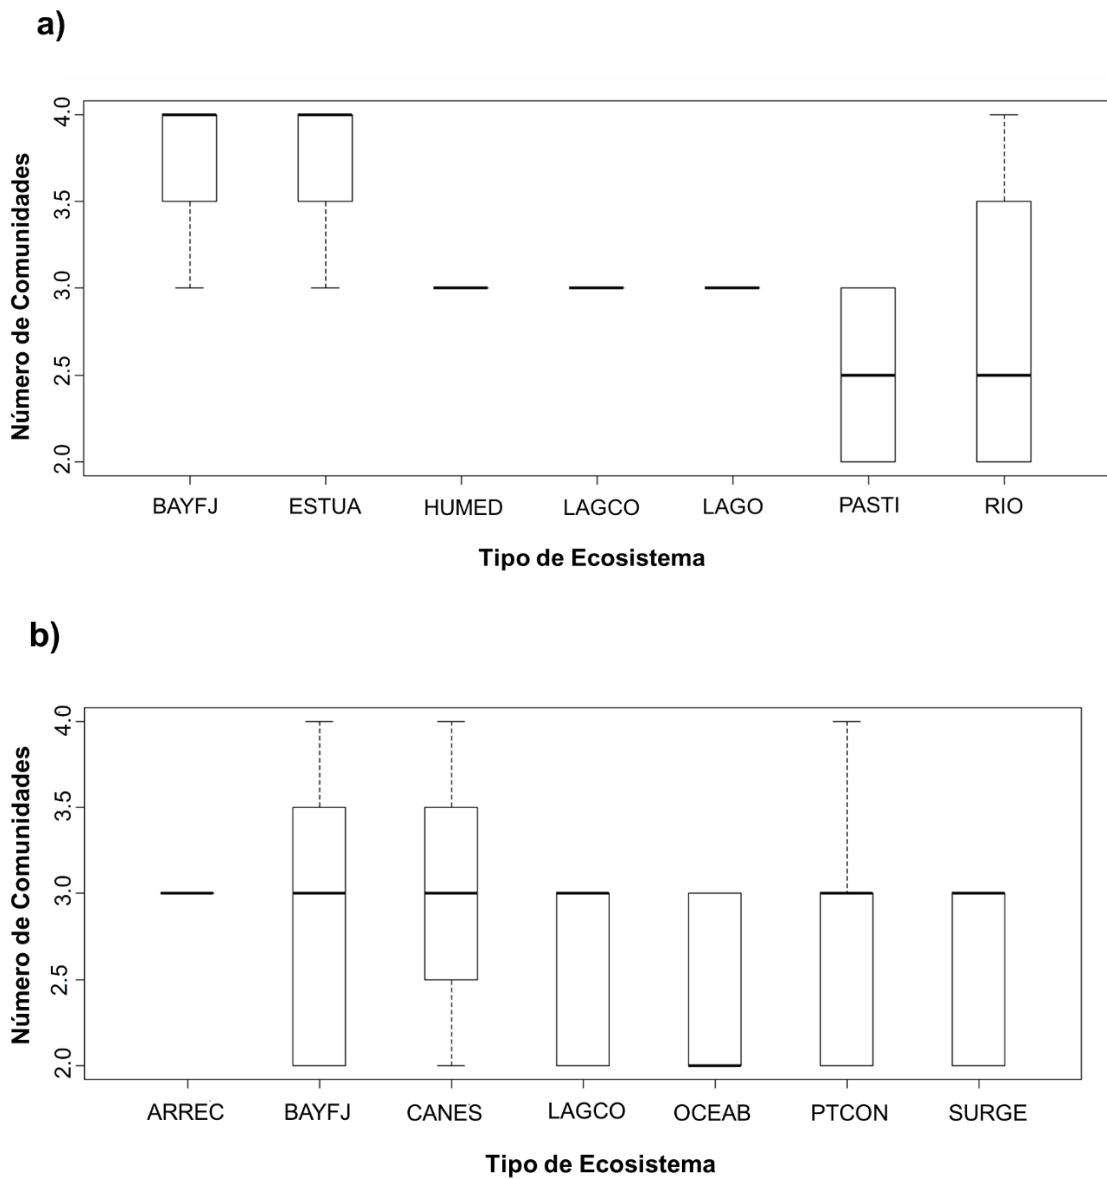 a)
Número de Comunidades
4.0
3.5
3.0
2.5
2.0
BAYFJ ESTUA HUMED LAGCO LAGO PASTI RIO
Tipo de Ecosistema
b)
Número de Comunidades
4.0
3.5
3.0
2.5
2.0
ARREC BAYFJ CANES LAGCO OCEAB PTCON SURGE
Tipo de Ecosistema